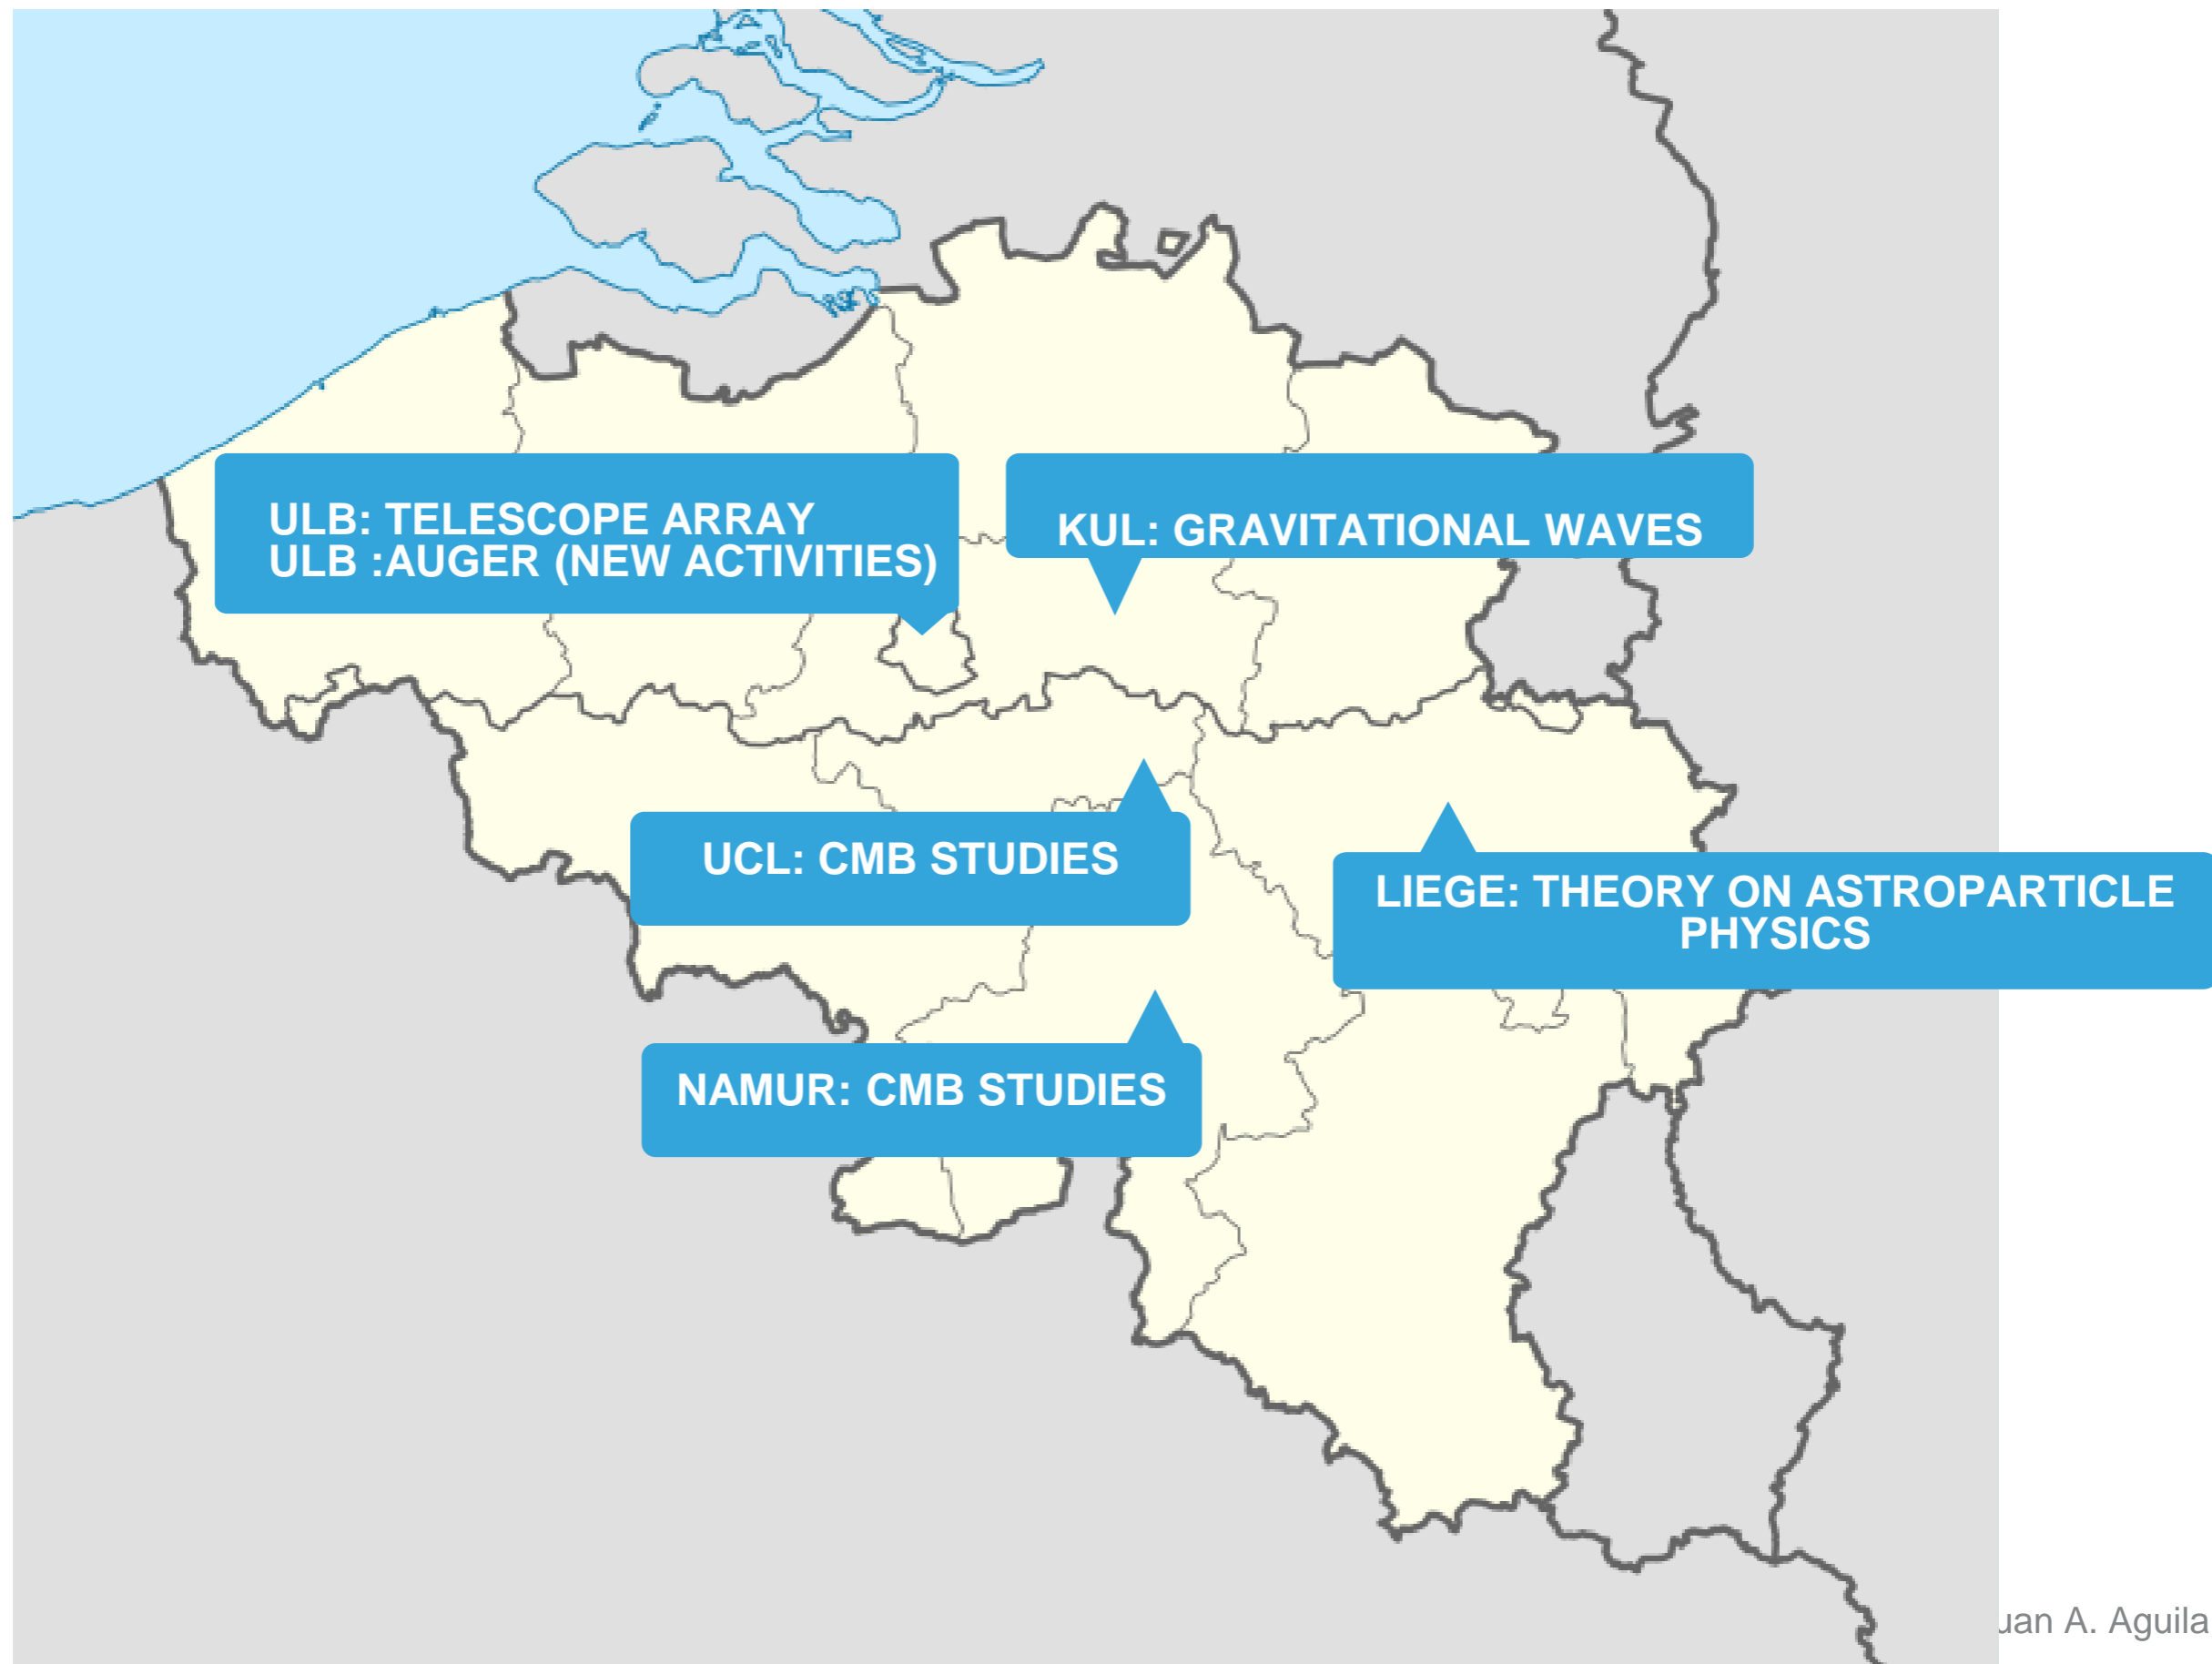 ULB: TELESCOPE ARRAY
ULB :AUGER (NEW ACTIVITIES)
KUL: GRAVITATIONAL WAVES
UCL: CMB STUDIES
LIEGE: THEORY ON ASTROPARTICLE
PHYSICS
NAMUR: CMB STUDIES
uan A. Aguila